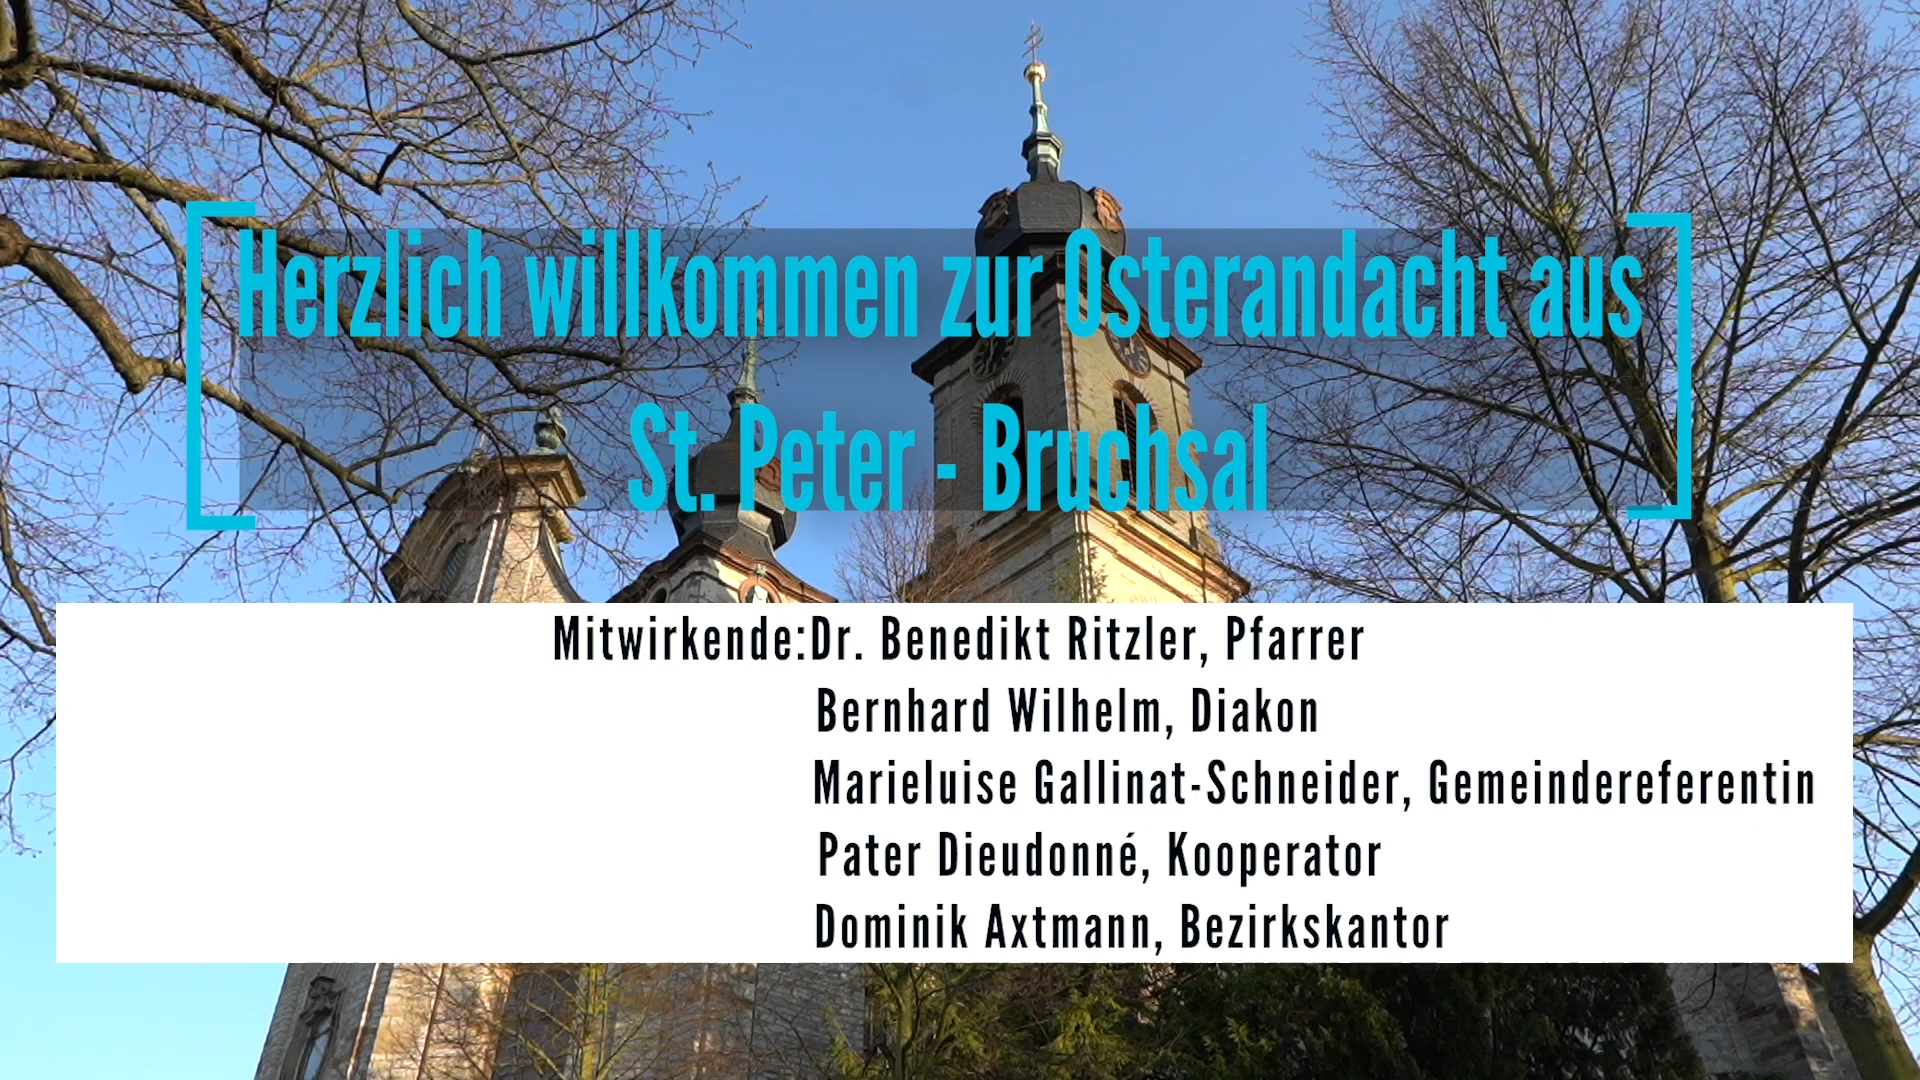 Herzlich willkommen zur Osterandacht aus
St. Peter - Bruchsal
Mitwirkende:Dr. Benedikt Ritzler, Pfarrer
Bernhard Wilhelm, Diakon
Marieluise Gallinat-Schneider, Gemeindereferentin
Pater Dieudonné, Kooperator
Dominik Axtmann, Bezirkskantor